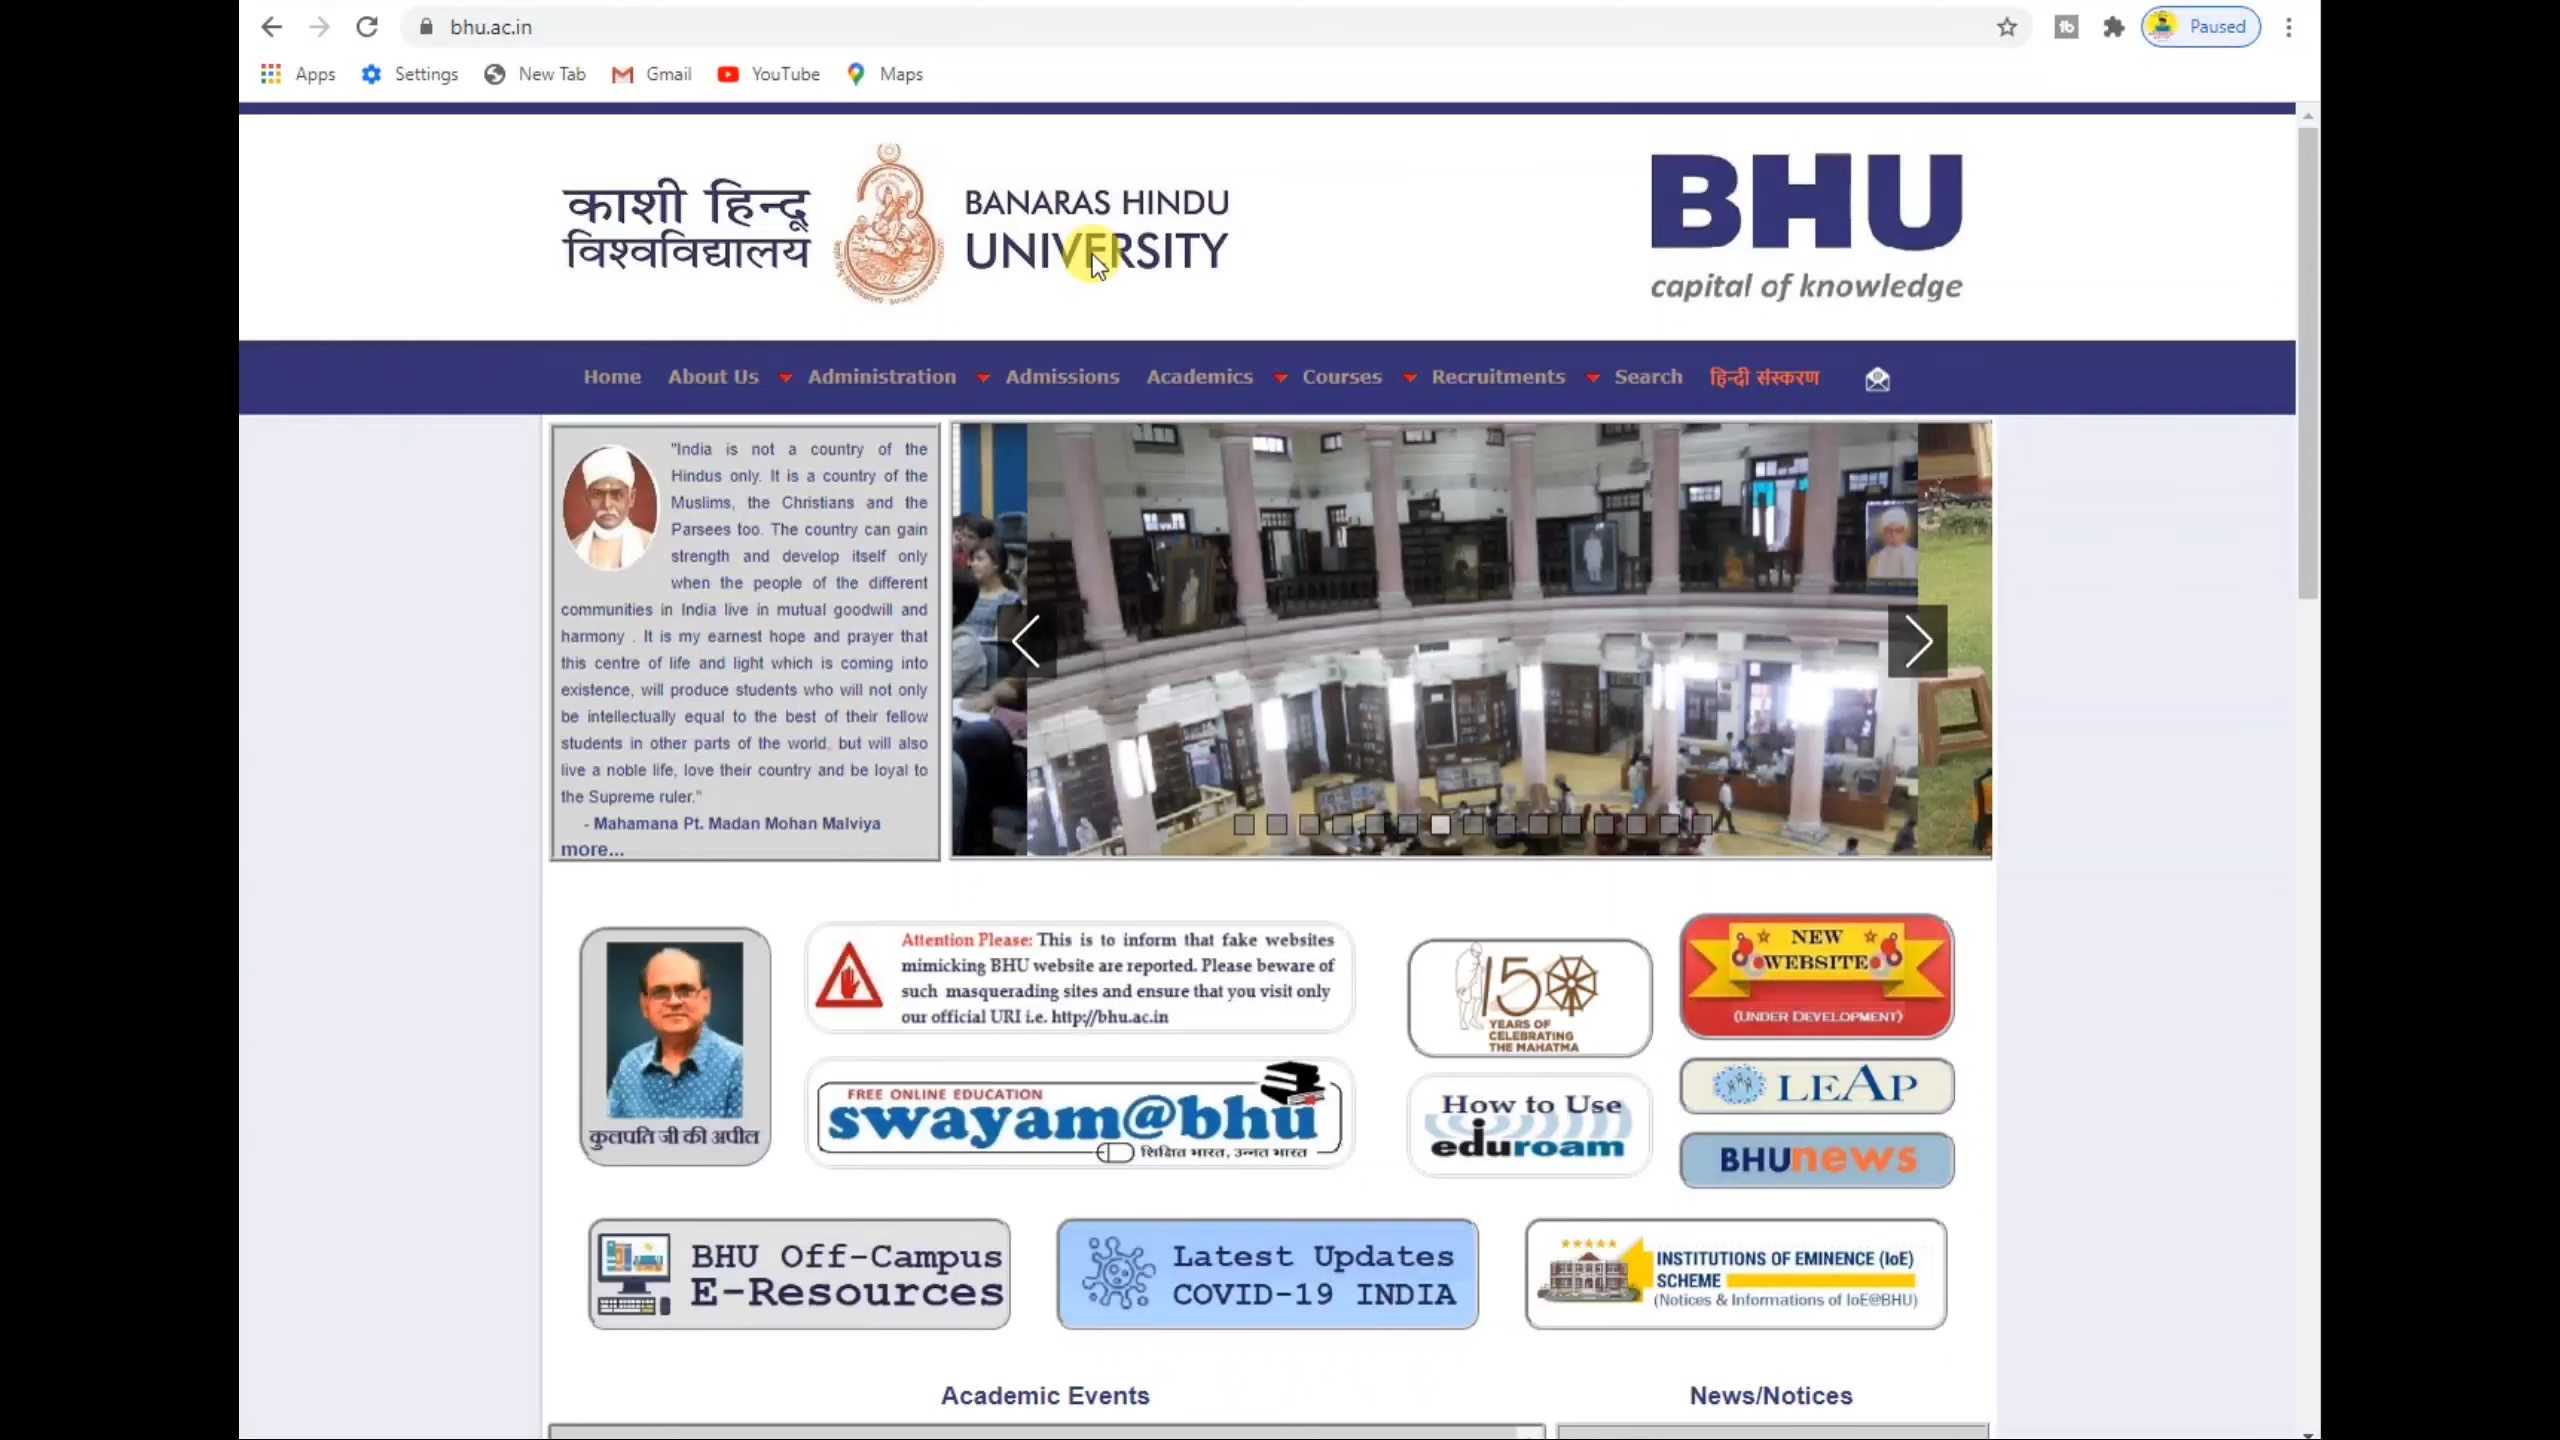 bhu.ac.in
Paused
Apps
Settings
New Tab
Gmail
YouTube
Maps
काशी हिन्दू
विश्वविद्यालय
BANARAS HINDU
UNIVERSITY
BHU
capital of knowledge
Home
About Us
Administration
Admissions
Academics
Courses
Recruitments
Search
हिन्दी संस्करण
"India is not a country of the
Hindus only. It is a country of the
Muslims, the Christians and the
Parsees too. The country can gain
strength and develop itself only
when the people of the different
communities in India live in mutual goodwill and
harmony . It is my earnest hope and prayer that
this centre of life and light which is coming into
existence, will produce students who will not only
be intellectually equal to the best of their fellow
students in other parts of the world, but will also
live a noble life, love their country and be loyal to
the Supreme ruler."
- Mahamana Pt. Madan Mohan Malviya
more...
कुलपति जी की अपील
Attention Please: This is to inform that fake websites
mimicking BHU website are reported. Please beware of
such masquerading sites and ensure that you visit only
our official URI i.e. http://bhu.ac.in
FREE ONLINE EDUCATION
swayam@bhu
शिक्षित भारत, उन्नत भारत
150
YEARS OF
CELEBRATING
THE MAHATMA
How to Use
eduroam
NEW
WEBSITE
(UNDER DEVELOPMENT)
LEAP
BHUnews
BHU Off-Campus
E-Resources
Latest Updates
COVID-19 INDIA
INSTITUTIONS OF EMINENCE (IoE)
SCHEME
(Notices & Informations of IoE@BHU)
Academic Events
News/Notices